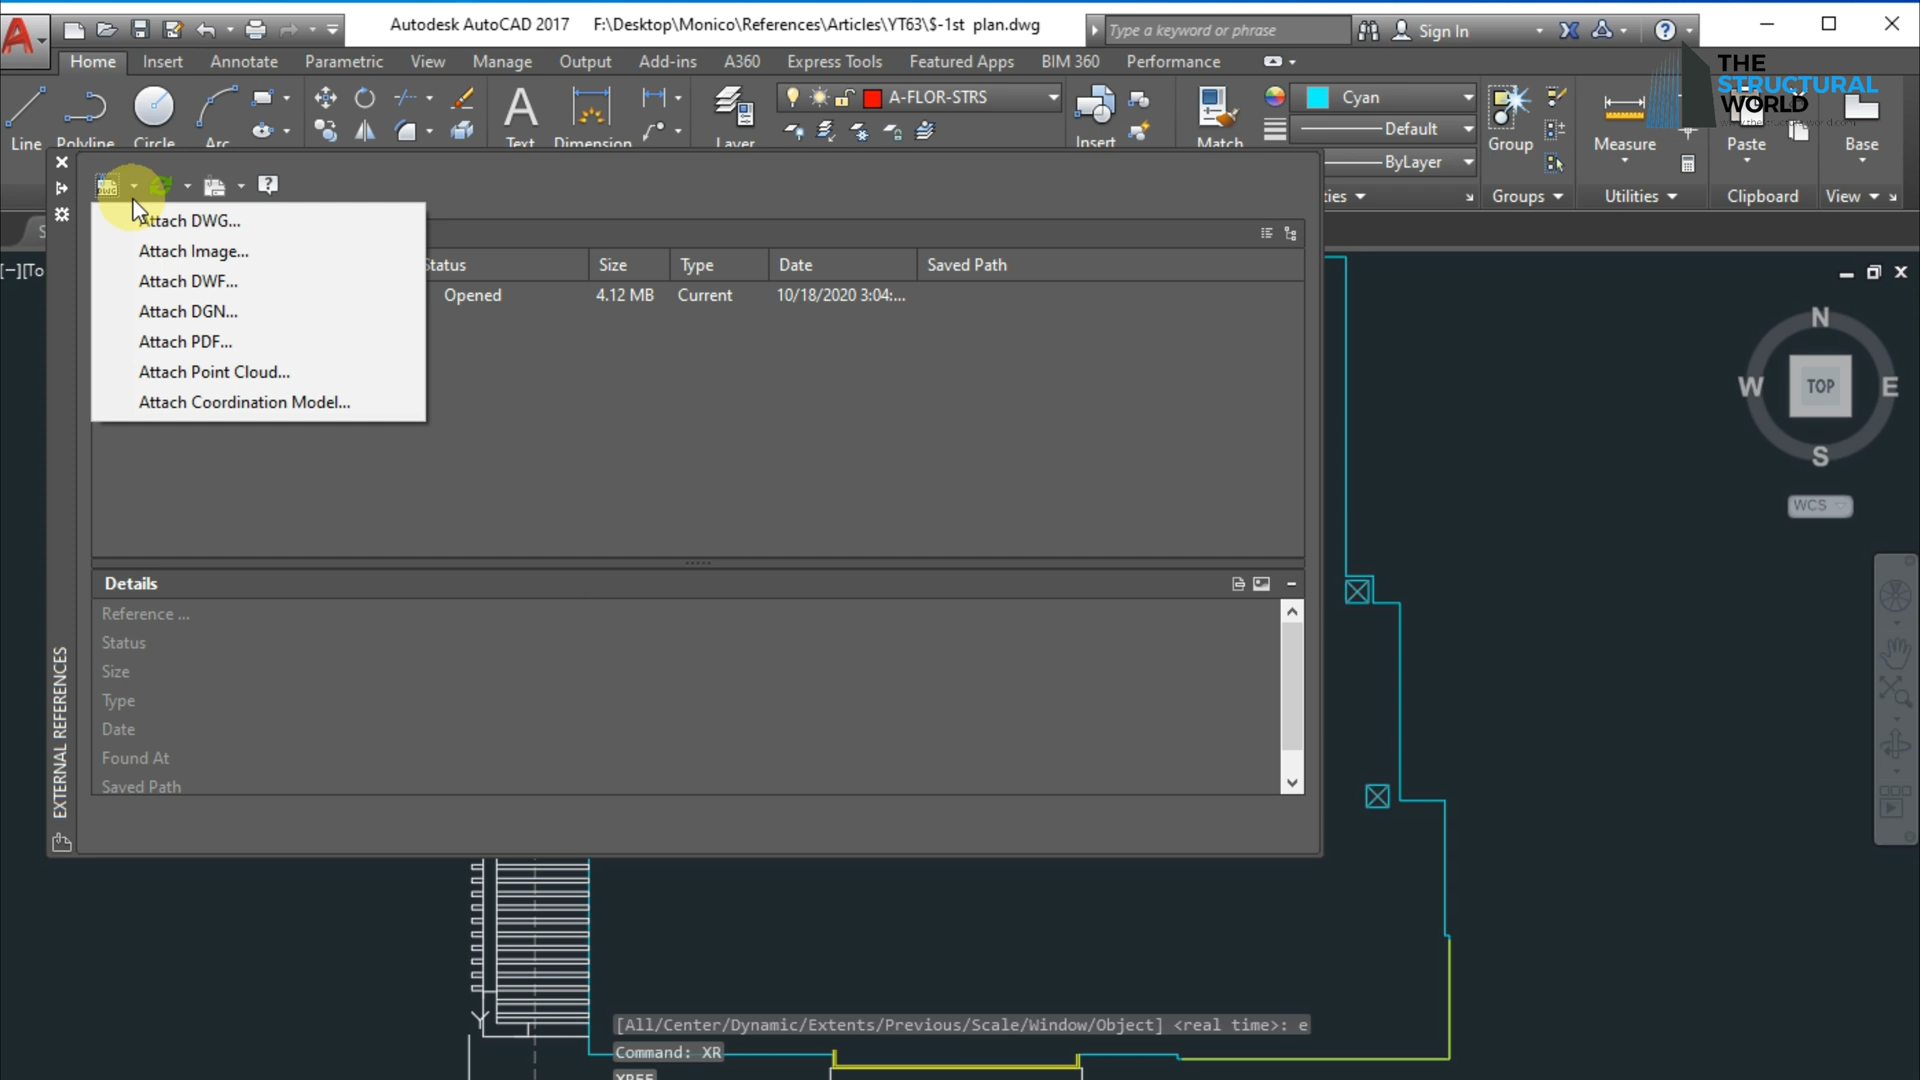 Autodesk AutoCAD 2017 F:\Desktop\Monico\References\Articles\YT63\$-1st plan.dwg
Type a keyword or phrase
Sign In
Home Insert Annotate Parametric View Manage Output Add-ins A360 Express Tools Featured Apps BIM 360 Performance
THE
STRUCTURAL
WORLD
A-FLOR-STRS
Cyan
Default
ByLayer
Line Polyline Circle Arc Text Dimension Layer Insert Match Group Measure Paste Base
Groups Utilities Clipboard View
DWG
Attach DWG...
Attach Image...
Attach DWF...
Attach DGN...
Attach PDF...
Attach Point Cloud...
Attach Coordination Model...
Status Size Type Date Saved Path
Opened 4.12 MB Current 10/18/2020 3:04:...
[−][To
N
W TOP E
S
WCS
Details
Reference ...
Status
Size
Type
Date
Found At
Saved Path
EXTERNAL REFERENCES
Y
[All/Center/Dynamic/Extents/Previous/Scale/Window/Object] <real time>: e
Command: XR
XREF